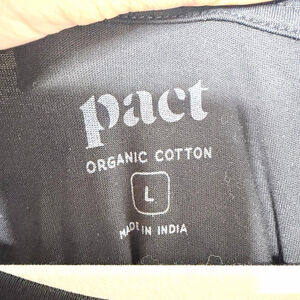 pact
ORGANIC COTTON
L
MADE IN INDIA